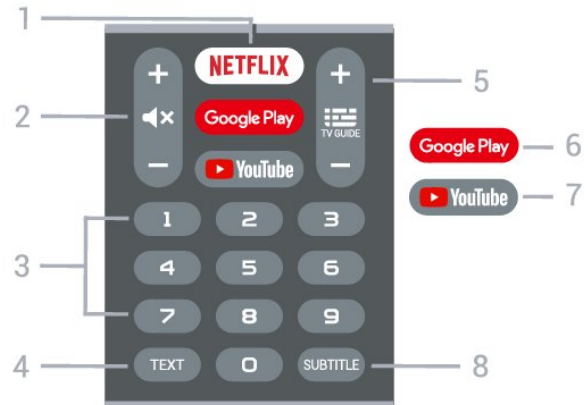 1
NETFLIX
+ +
2 5
Google Play
TV GUIDE
Google Play 6
- -
YouTube
YouTube 7
1 2 3
3
4 5 6
7 8 9
4 TEXT 0 SUBTITLE 8